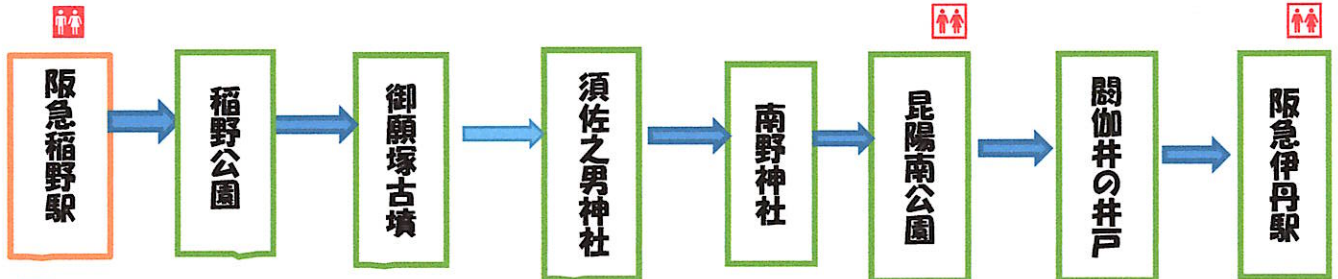 阪急稲野駅
稲野公園
御願塚古墳
須佐之男神社
南野神社
昆陽南公園
閼伽井の井戸
阪急伊丹駅